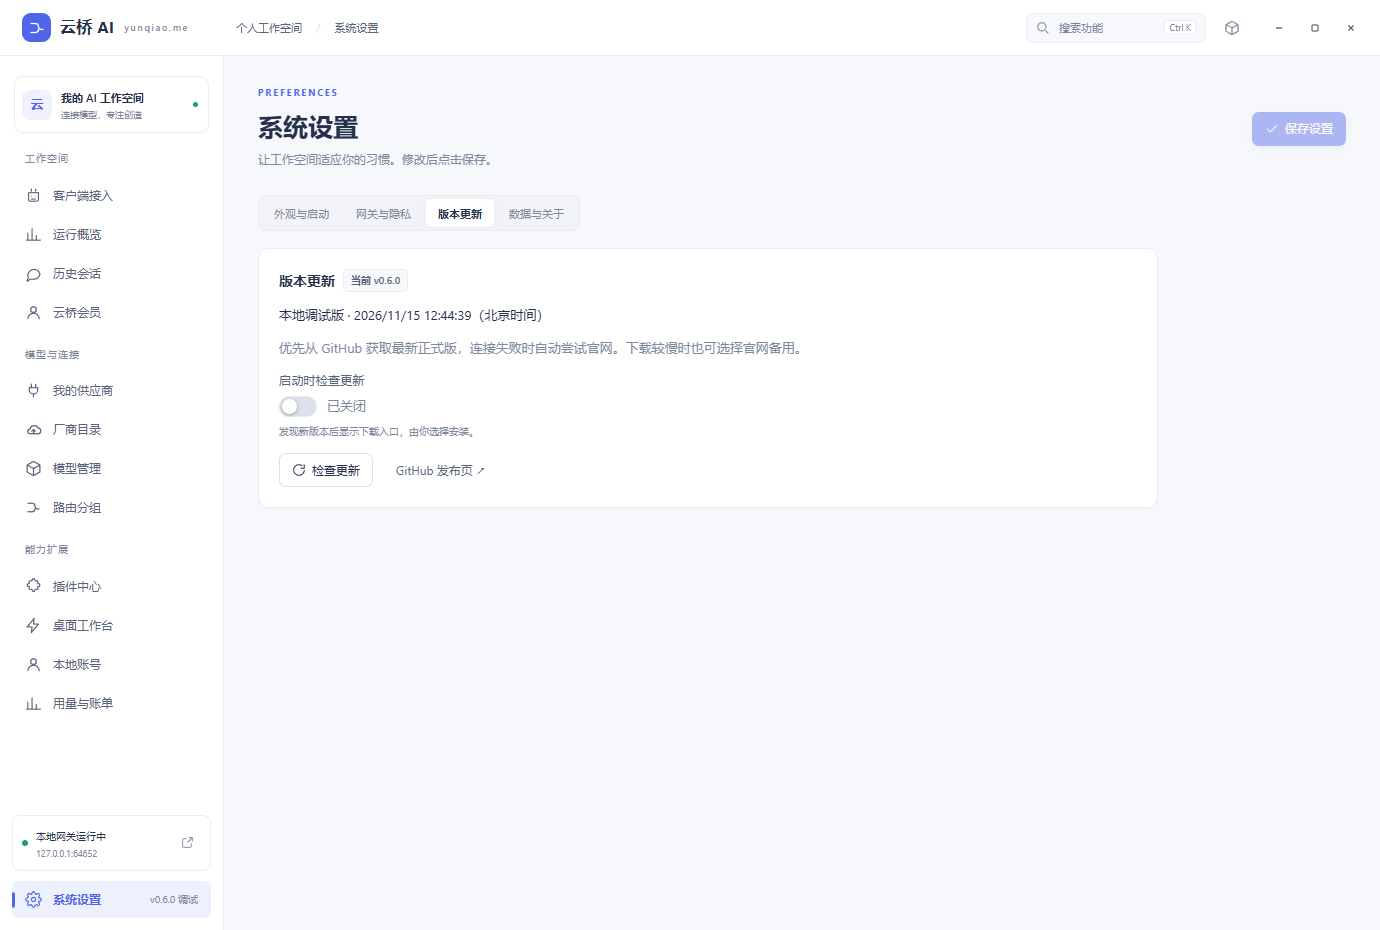 云桥 AI yunqiao.me
个人工作空间 / 系统设置
搜索功能 Ctrl K
云
我的 AI 工作空间
连接模型，专注创造
工作空间
客户端接入
运行概览
历史会话
云桥会员
模型与连接
我的供应商
厂商目录
模型管理
路由分组
能力扩展
插件中心
桌面工作台
本地账号
用量与账单
本地网关运行中
127.0.0.1:64652
系统设置 v0.6.0 调试
PREFERENCES
系统设置
让工作空间适应你的习惯。修改后点击保存。
保存设置
外观与启动 网关与隐私 版本更新 数据与关于
版本更新 当前 v0.6.0
本地调试版 · 2026/11/15 12:44:39（北京时间）
优先从 GitHub 获取最新正式版，连接失败时自动尝试官网。下载较慢时也可选择官网备用。
启动时检查更新
已关闭
发现新版本后显示下载入口，由你选择安装。
检查更新 GitHub 发布页 ↗